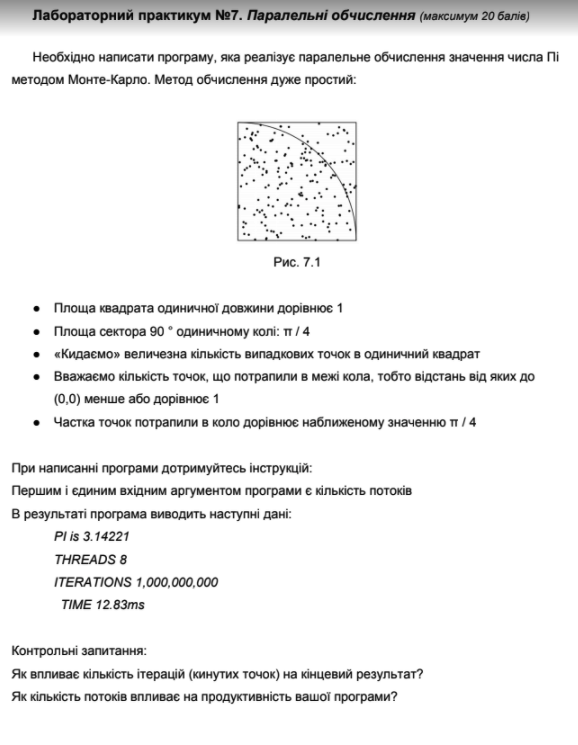 Лабораторний практикум №7. Паралельні обчислення (максимум 20 балів)
Необхідно написати програму, яка реалізує паралельне обчислення значення числа Пі
методом Монте-Карло. Метод обчислення дуже простий:
Рис. 7.1
● Площа квадрата одиничної довжини дорівнює 1
● Площа сектора 90 ° одиничному колі: π / 4
● «Кидаємо» величезна кількість випадкових точок в одиничний квадрат
● Вважаємо кількість точок, що потрапили в межі кола, тобто відстань від яких до
(0,0) менше або дорівнює 1
● Частка точок потрапили в коло дорівнює наближеному значенню π / 4
При написанні програми дотримуйтесь інструкцій:
Першим і єдиним вхідним аргументом програми є кількість потоків
В результаті програма виводить наступні дані:
PI is 3.14221
THREADS 8
ITERATIONS 1,000,000,000
TIME 12.83ms
Контрольні запитання:
Як впливає кількість ітерацій (кинутих точок) на кінцевий результат?
Як кількість потоків впливає на продуктивність вашої програми?